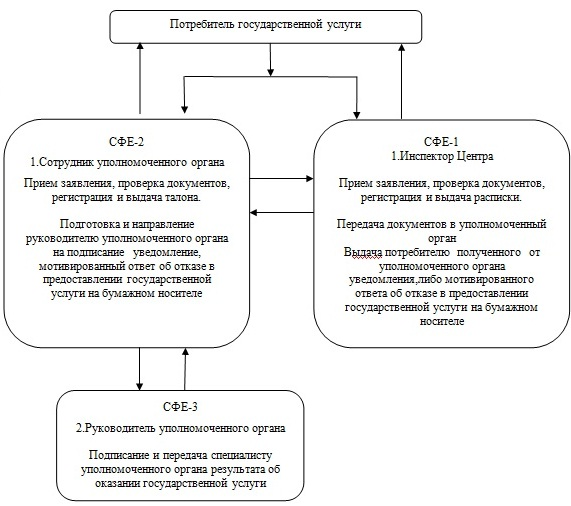 Потребитель государственной услуги
СФЕ-2
1.Сотрудник уполномоченного органа
Прием заявления, проверка документов,
регистрация и выдача талона.
Подготовка и направление
руководителю уполномоченного органа
на подписание уведомление,
мотивированный ответ об отказе в
предоставлении государственной
услуги на бумажном носителе
СФЕ-1
1.Инспектор Центра
Прием заявления, проверка документов,
регистрация и выдача расписки.
Передача документов в уполномоченный
орган
Выдача потребителю полученного от
уполномоченного органа
уведомления,либо мотивированного
ответа об отказе в предоставлении
государственной услуги на бумажном
носителе
СФЕ-3
2.Руководитель уполномоченного органа
Подписание и передача специалисту
уполномоченного органа результата об
оказании государственной услуги